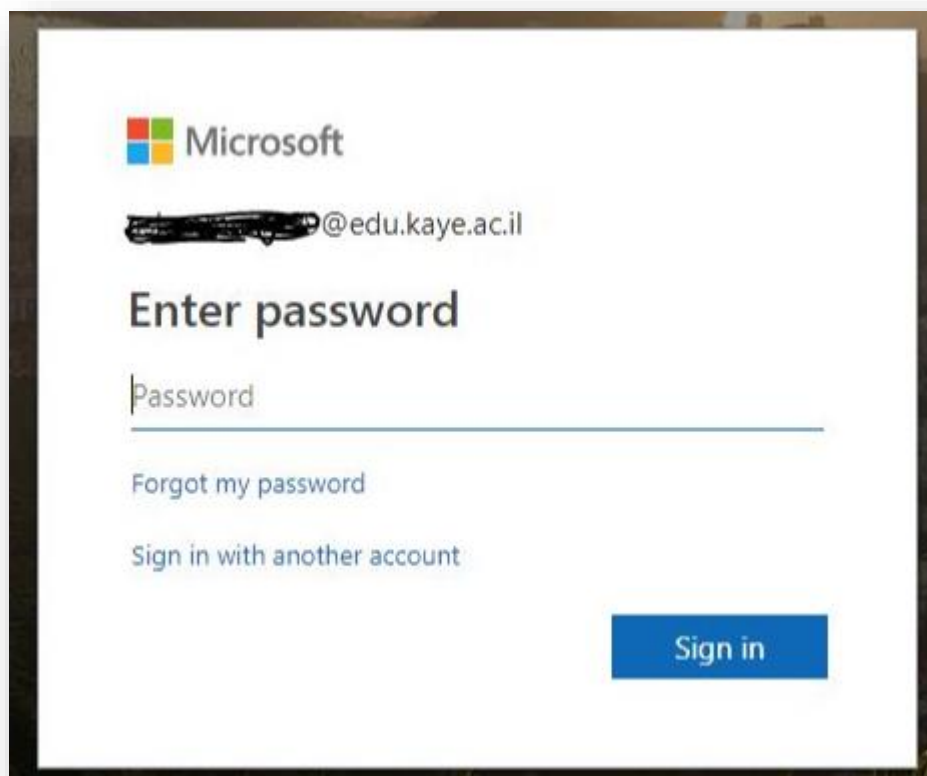 Microsoft
@edu.kaye.ac.il
Enter password
Password
Forgot my password
Sign in with another account
Sign in